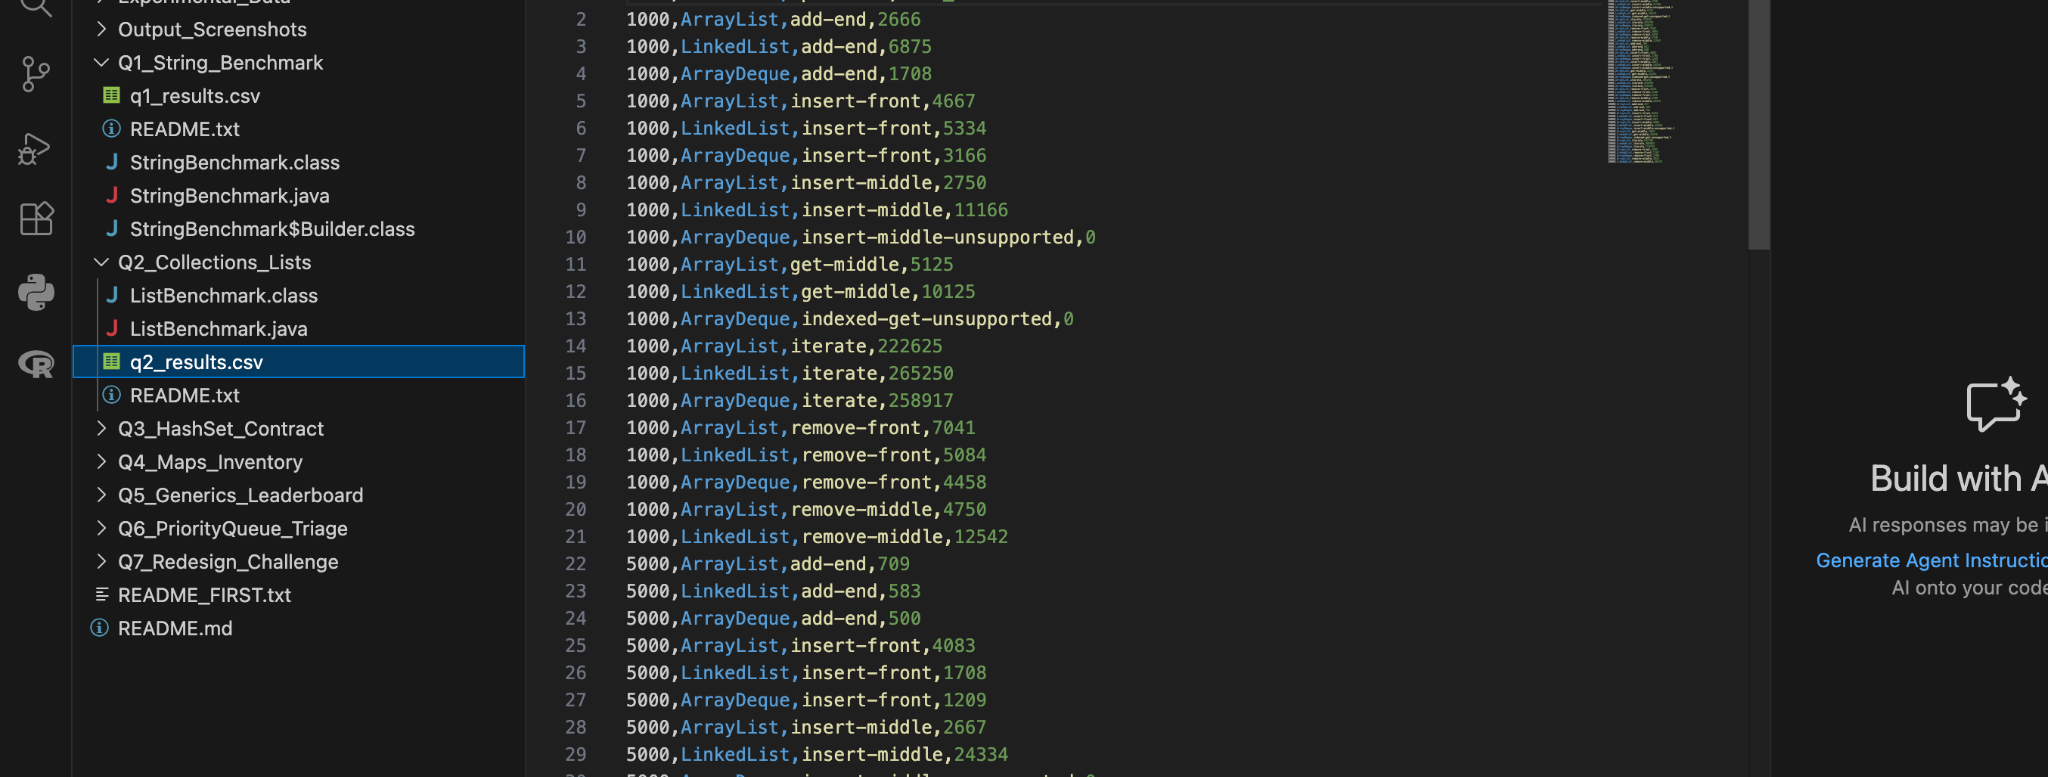 Output_Screenshots
Q1_String_Benchmark
q1_results.csv
README.txt
StringBenchmark.class
StringBenchmark.java
StringBenchmark$Builder.class
Q2_Collections_Lists
ListBenchmark.class
ListBenchmark.java
q2_results.csv
README.txt
Q3_HashSet_Contract
Q4_Maps_Inventory
Q5_Generics_Leaderboard
Q6_PriorityQueue_Triage
Q7_Redesign_Challenge
README_FIRST.txt
README.md
2 1000,ArrayList,add-end,2666
3 1000,LinkedList,add-end,6875
4 1000,ArrayDeque,add-end,1708
5 1000,ArrayList,insert-front,4667
6 1000,LinkedList,insert-front,5334
7 1000,ArrayDeque,insert-front,3166
8 1000,ArrayList,insert-middle,2750
9 1000,LinkedList,insert-middle,11166
10 1000,ArrayDeque,insert-middle-unsupported,0
11 1000,ArrayList,get-middle,5125
12 1000,LinkedList,get-middle,10125
13 1000,ArrayDeque,indexed-get-unsupported,0
14 1000,ArrayList,iterate,222625
15 1000,LinkedList,iterate,265250
16 1000,ArrayDeque,iterate,258917
17 1000,ArrayList,remove-front,7041
18 1000,LinkedList,remove-front,5084
19 1000,ArrayDeque,remove-front,4458
20 1000,ArrayList,remove-middle,4750
21 1000,LinkedList,remove-middle,12542
22 5000,ArrayList,add-end,709
23 5000,LinkedList,add-end,583
24 5000,ArrayDeque,add-end,500
25 5000,ArrayList,insert-front,4083
26 5000,LinkedList,insert-front,1708
27 5000,ArrayDeque,insert-front,1209
28 5000,ArrayList,insert-middle,2667
29 5000,LinkedList,insert-middle,24334
Build with A
AI responses may be i
Generate Agent Instructio
AI onto your code